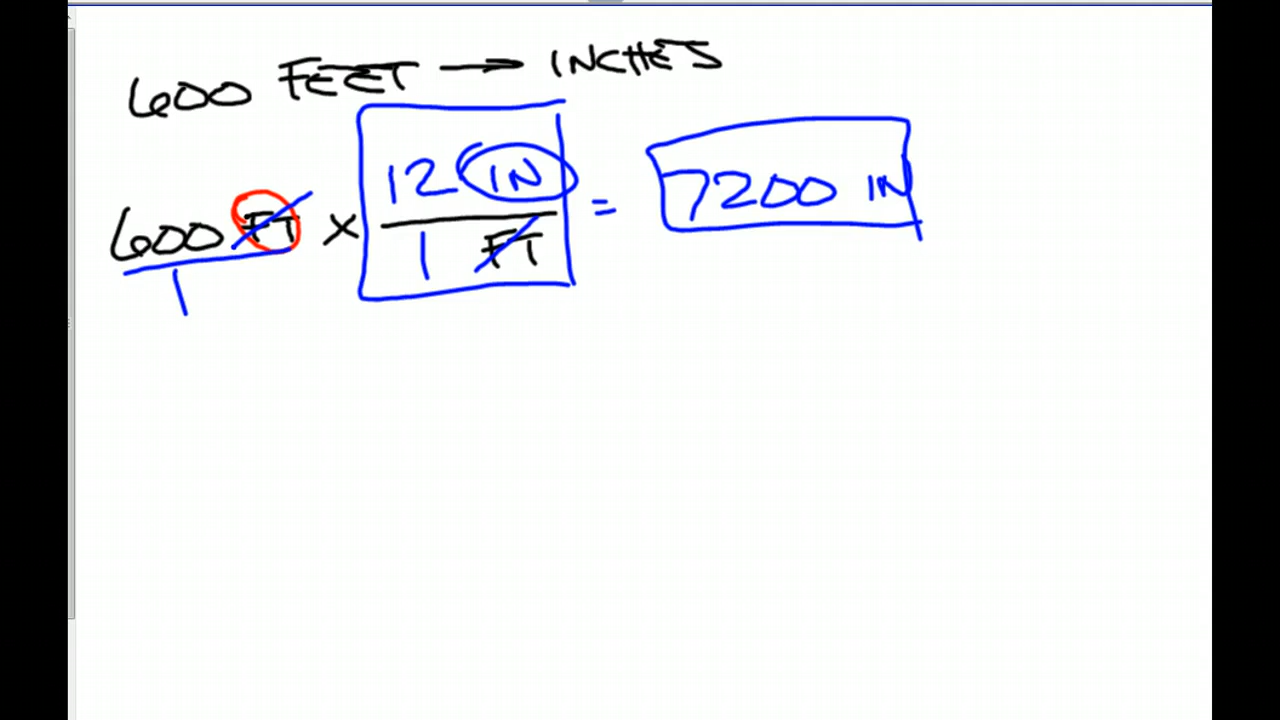 600 FEET → INCHES
600 FT/1 × 12 IN/1 FT = 7200 IN